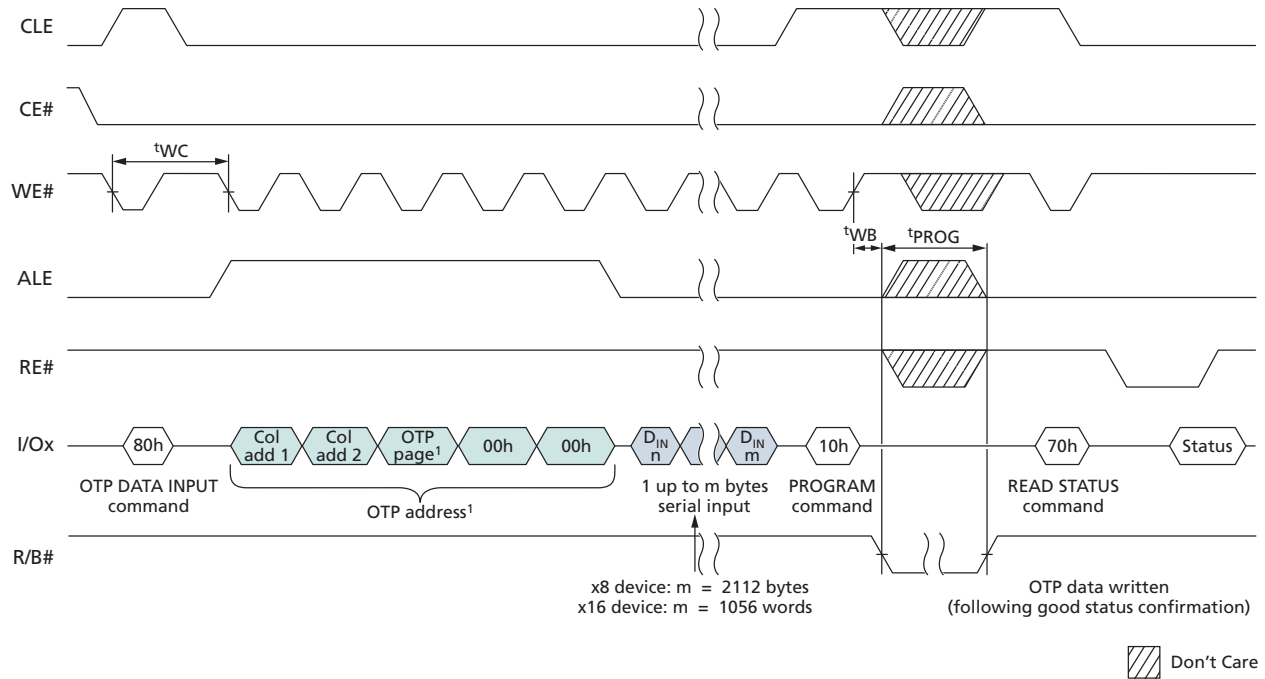 CLE
CE#
tWC
WE#
tWB
tPROG
ALE
RE#
I/Ox
80h
Col
add 1
Col
add 2
OTP
page1
00h
00h
DIN
n
DIN
m
10h
70h
Status
OTP DATA INPUT
command
OTP address1
1 up to m bytes
serial input
PROGRAM
command
READ STATUS
command
R/B#
x8 device: m = 2112 bytes
x16 device: m = 1056 words
OTP data written
(following good status confirmation)
Don't Care